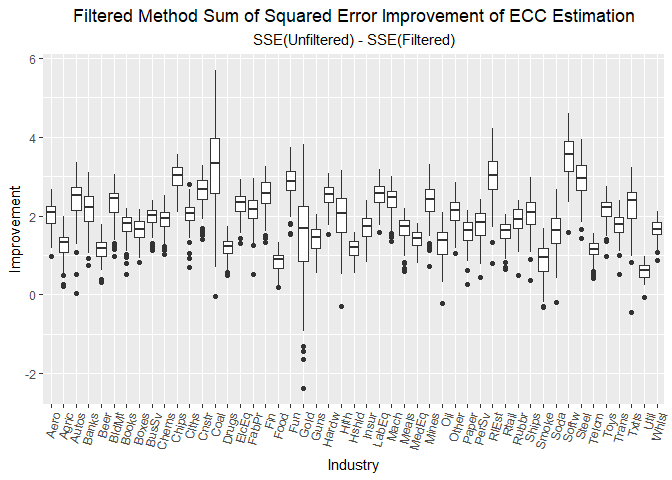 Filtered Method Sum of Squared Error Improvement of ECC Estimation
SSE(Unfiltered) - SSE(Filtered)
6
4
2
0
-2
Improvement
Aero
Agric
Autos
Banks
Beer
BldMt
Books
Boxes
BusSv
Chems
Chips
Clths
Cnstr
Coal
Drugs
ElcEq
FabPr
Fin
Food
Fun
Gold
Guns
Hardw
Hlth
Hshld
Insur
LabEq
Mach
Meals
MedEq
Mines
Oil
Other
Paper
PerSv
RlEst
Rtail
Rubbr
Ships
Smoke
Soda
Softw
Steel
Telcm
Toys
Trans
Txtls
Util
Whlsl
Industry